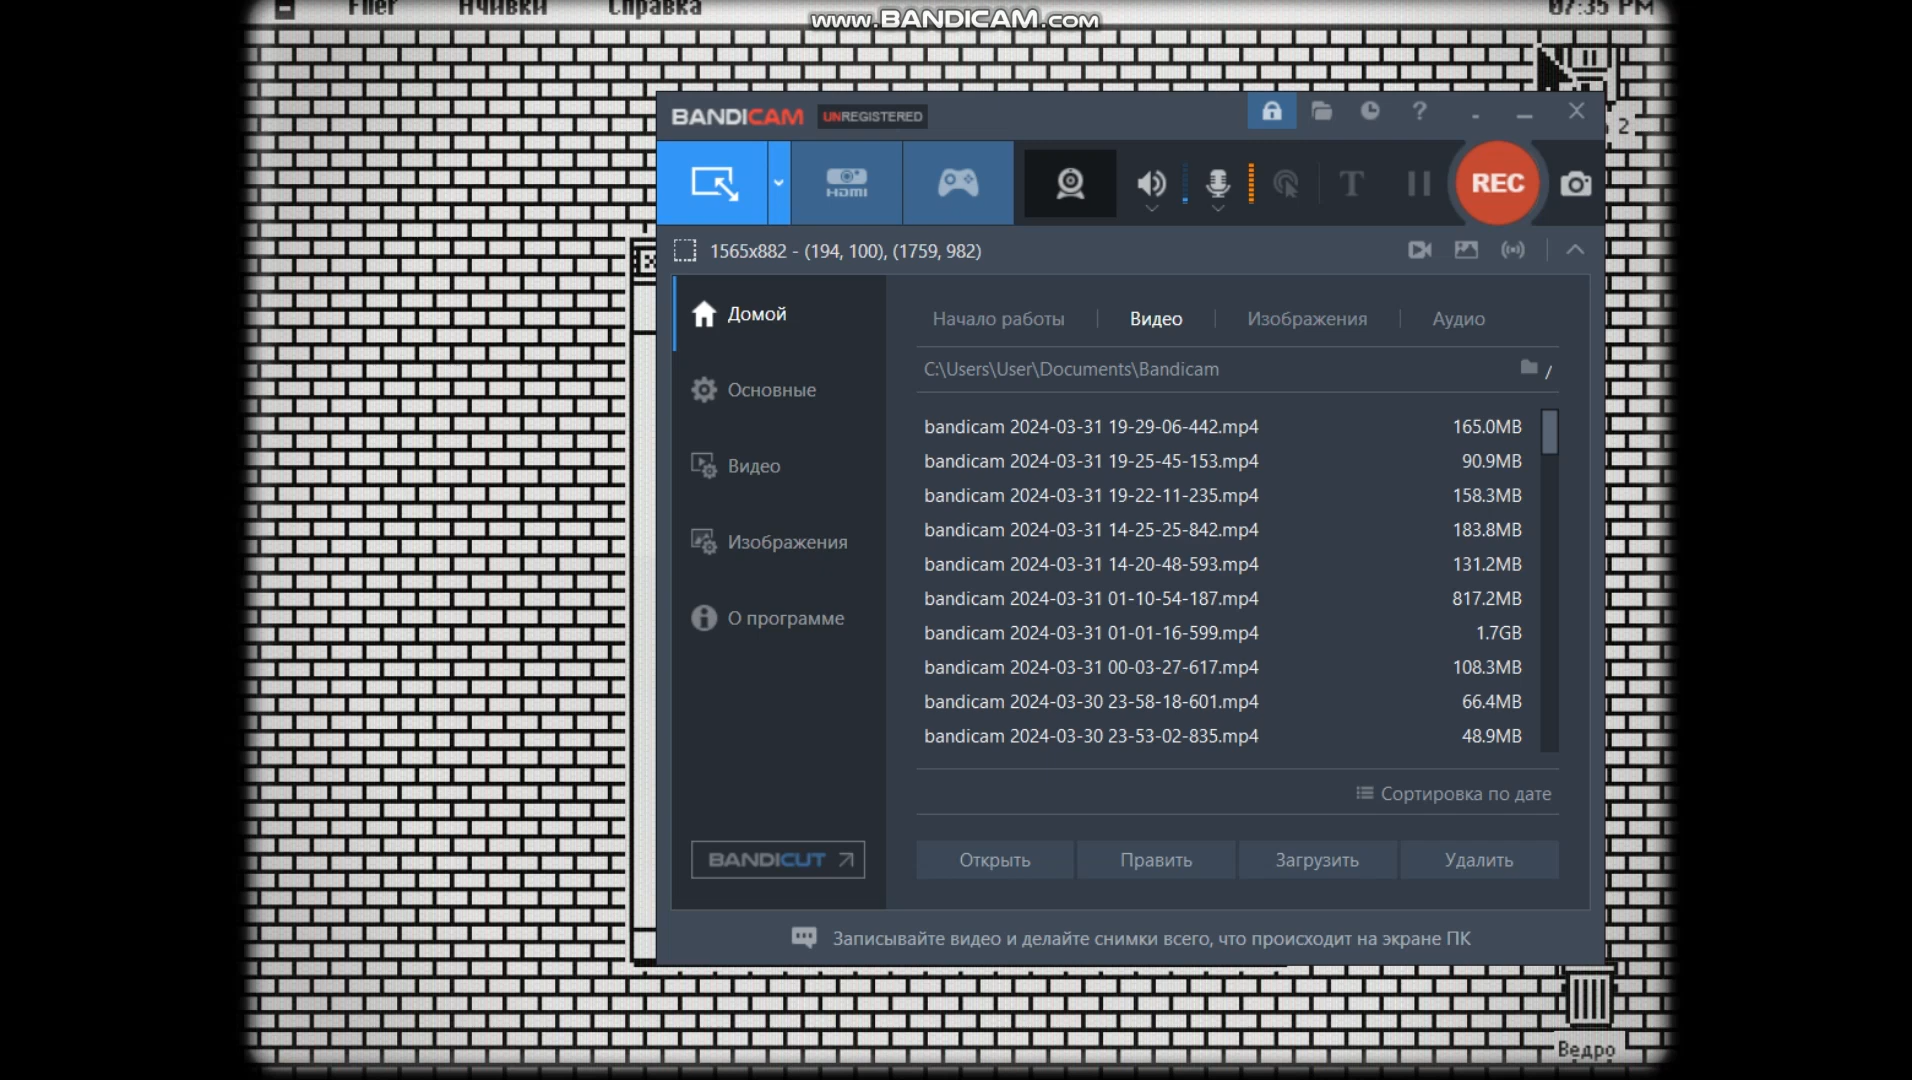 Filer Нчивки Справка 07:35 PM
www.BANDICAM.com
2
BANDICAM UNREGISTERED
HDMI T REC
1565x882 - (194, 100), (1759, 982)
Домой
Основные
Видео
Изображения
О программе
BANDICUT
Начало работы Видео Изображения Аудио
C:\Users\User\Documents\Bandicam
bandicam 2024-03-31 19-29-06-442.mp4 165.0MB
bandicam 2024-03-31 19-25-45-153.mp4 90.9MB
bandicam 2024-03-31 19-22-11-235.mp4 158.3MB
bandicam 2024-03-31 14-25-25-842.mp4 183.8MB
bandicam 2024-03-31 14-20-48-593.mp4 131.2MB
bandicam 2024-03-31 01-10-54-187.mp4 817.2MB
bandicam 2024-03-31 01-01-16-599.mp4 1.7GB
bandicam 2024-03-31 00-03-27-617.mp4 108.3MB
bandicam 2024-03-30 23-58-18-601.mp4 66.4MB
bandicam 2024-03-30 23-53-02-835.mp4 48.9MB
Сортировка по дате
Открыть Править Загрузить Удалить
Записывайте видео и делайте снимки всего, что происходит на экране ПК
Ведро